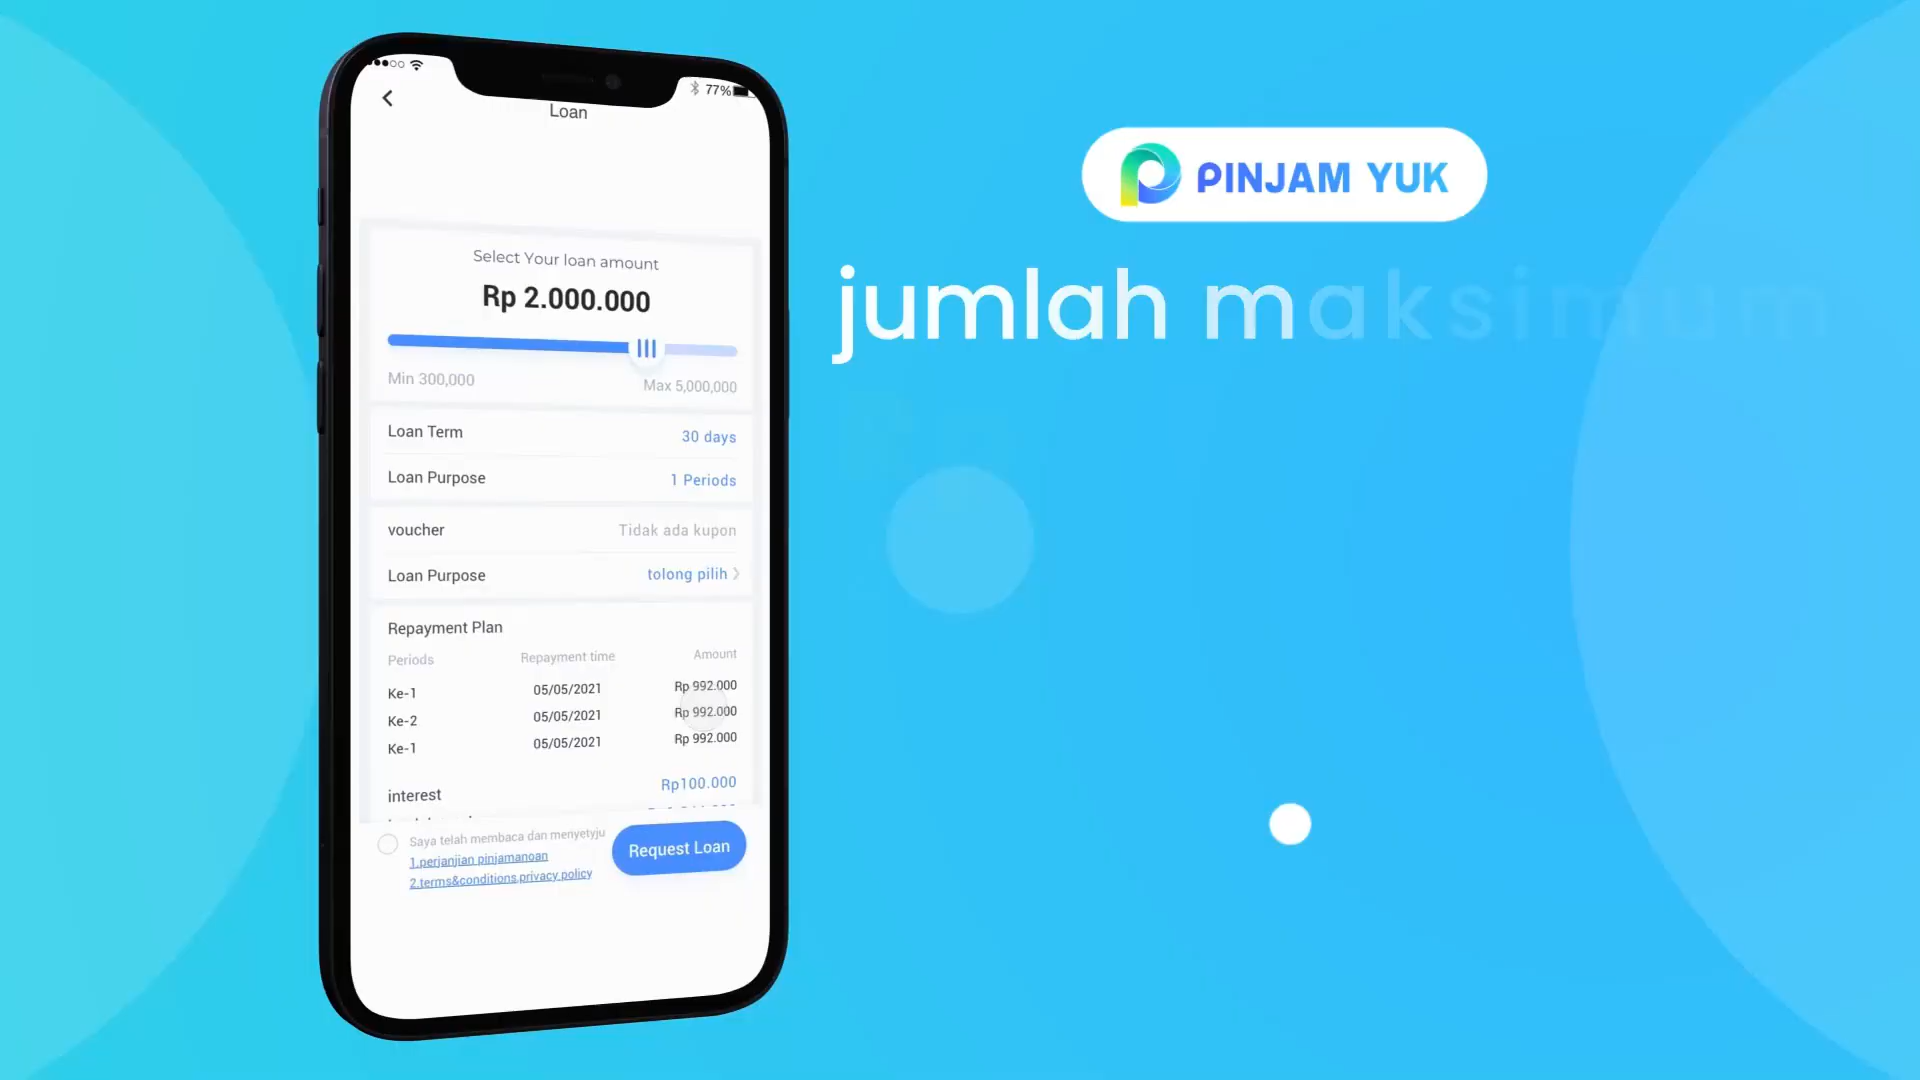 77%
Loan
Select Your loan amount
Rp 2.000.000
Min 300,000
Max 5,000,000
Loan Term
30 days
Loan Purpose
1 Periods
voucher
Tidak ada kupon
Loan Purpose
tolong pilih
Repayment Plan
Periods Repayment time Amount
Ke-1 05/05/2021 Rp 992.000
Ke-2 05/05/2021 Rp 992.000
Ke-1 05/05/2021 Rp 992.000
interest Rp100.000
Saya telah membaca dan menyetyju
1.perianjian pinjamanoan
2.terms&conditions,privacy policy
Request Loan
PINJAM YUK
jumlah maksimum